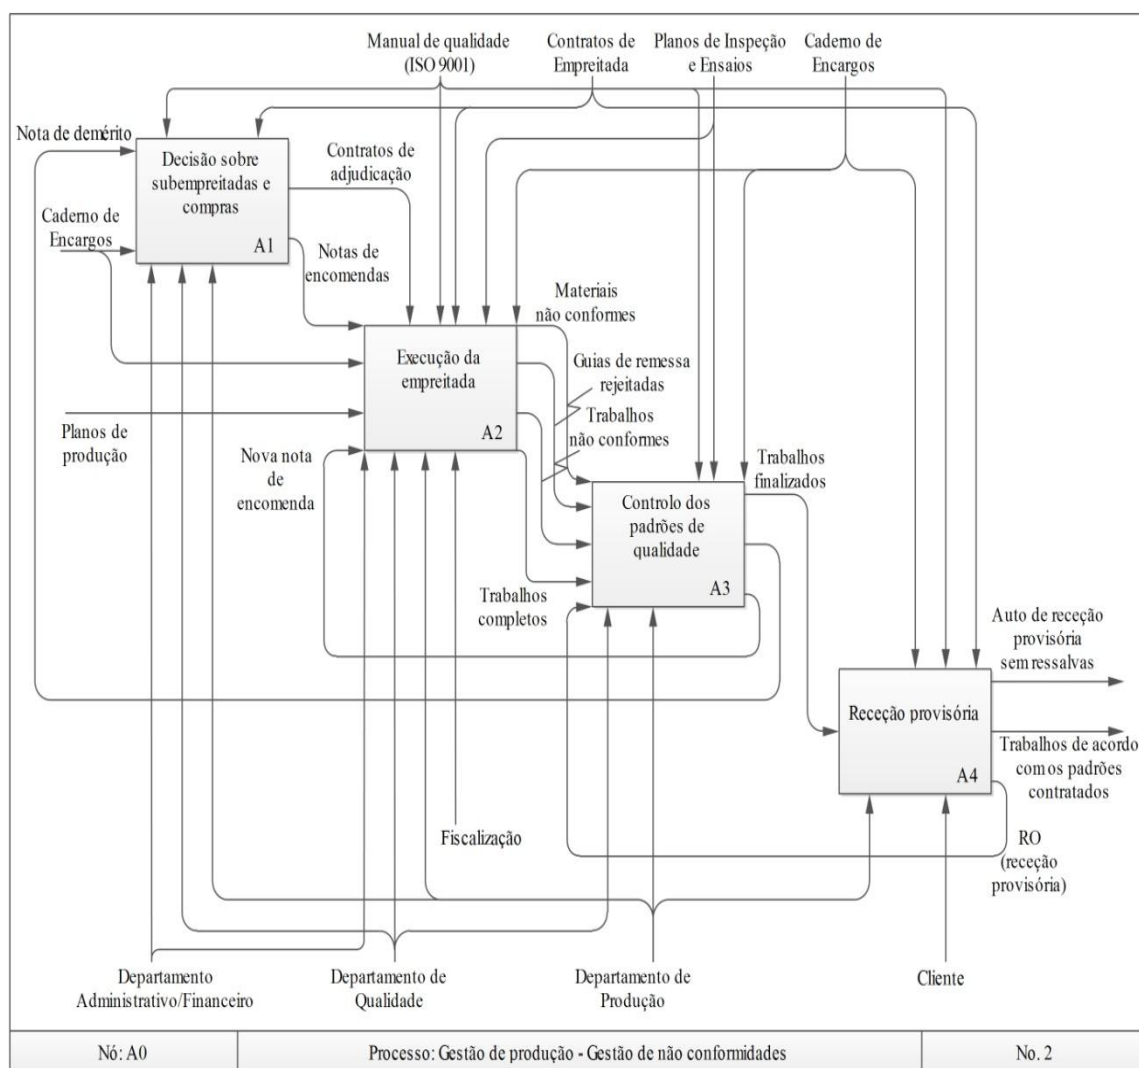 Manual de qualidade
(ISO 9001)
Contratos de
Empreitada
Planos de Inspeção
e Ensaios
Caderno de
Encargos
Nota de demérito
Decisão sobre
subempreitadas e
compras
A1
Contratos de
adjudicação
Caderno de
Encargos
Notas de
encomendas
Materiais
não conformes
Execução da
empreitada
A2
Guias de remessa
rejeitadas
Trabalhos
não conformes
Planos de
produção
Nova nota
de
encomenda
Trabalhos
finalizados
Controlo dos
padrões de
qualidade
A3
Trabalhos
completos
Auto de receção
provisória
sem ressalvas
Receção provisória
A4
Trabalhos de acordo
com os padrões
contratados
Fiscalização
RO
(receção
provisória)
Departamento
Administrativo/Financeiro
Departamento de
Qualidade
Departamento de
Produção
Cliente
Nó: A0
Processo: Gestão de produção - Gestão de não conformidades
No. 2